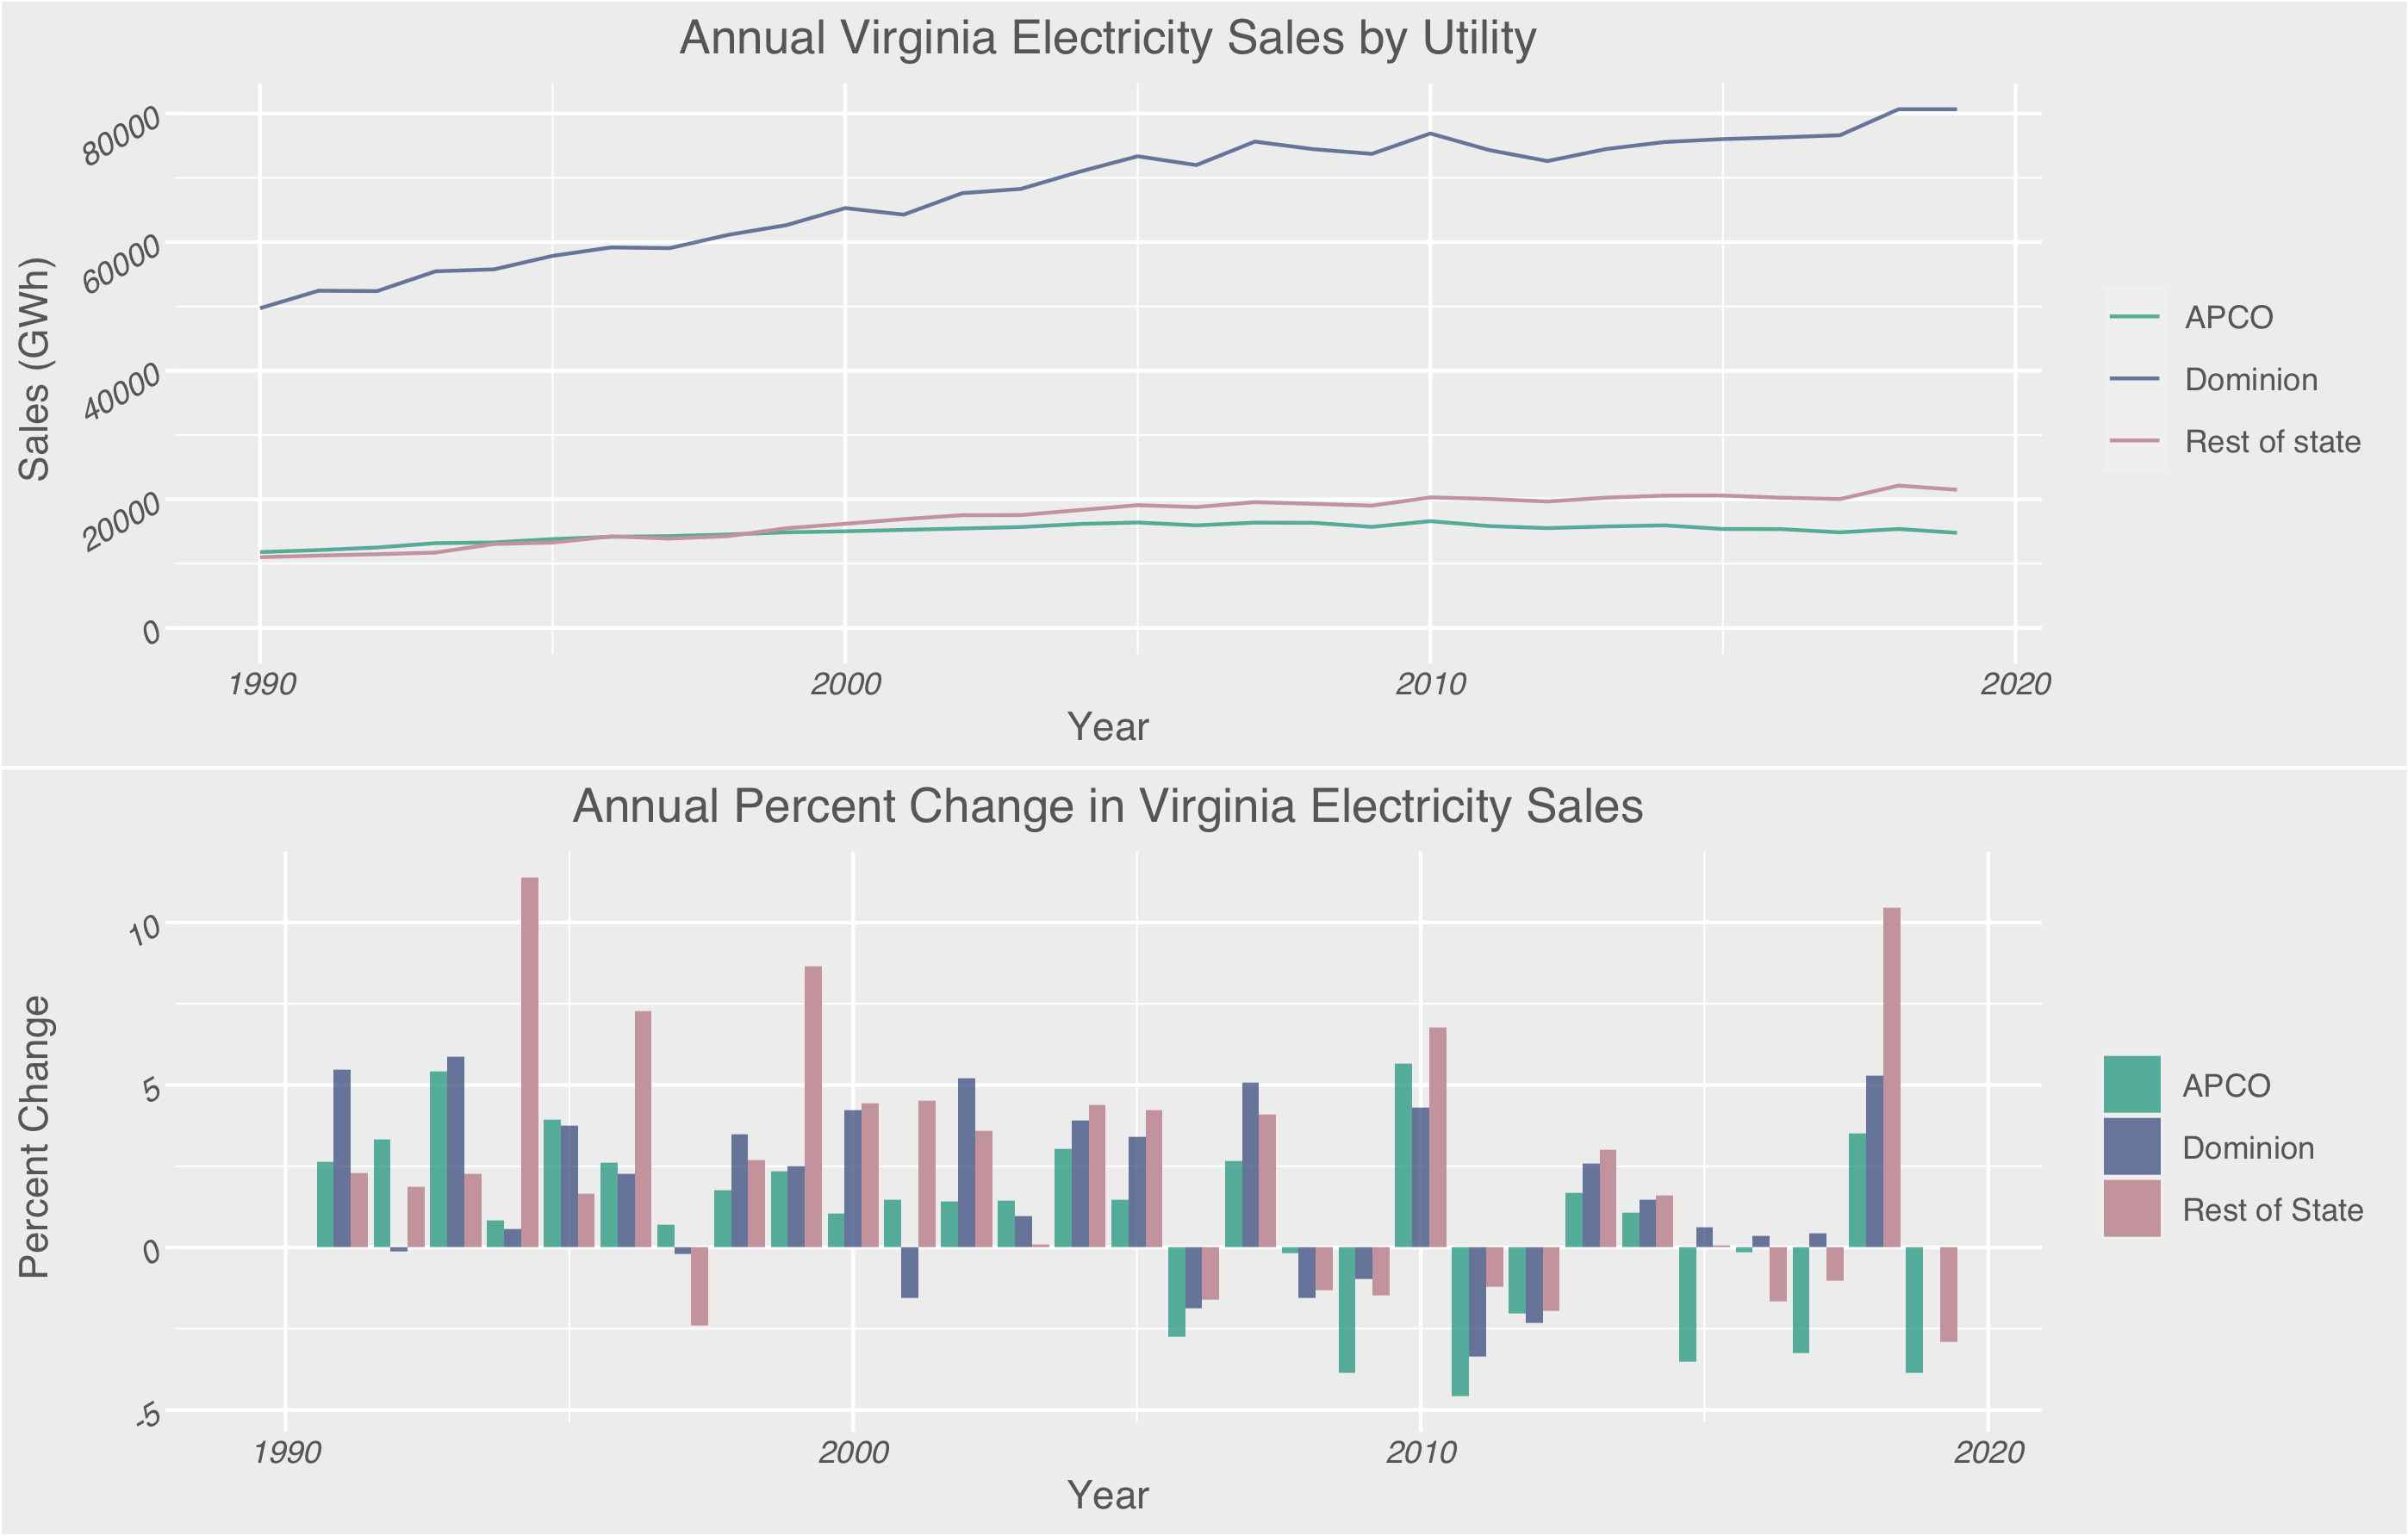 Annual Virginia Electricity Sales by Utility
Sales (GWh)
80000
60000
40000
20000
0
1990 2000 2010 2020
Year
APCO
Dominion
Rest of state
Annual Percent Change in Virginia Electricity Sales
Percent Change
10
5
0
-5
1990 2000 2010 2020
Year
APCO
Dominion
Rest of State